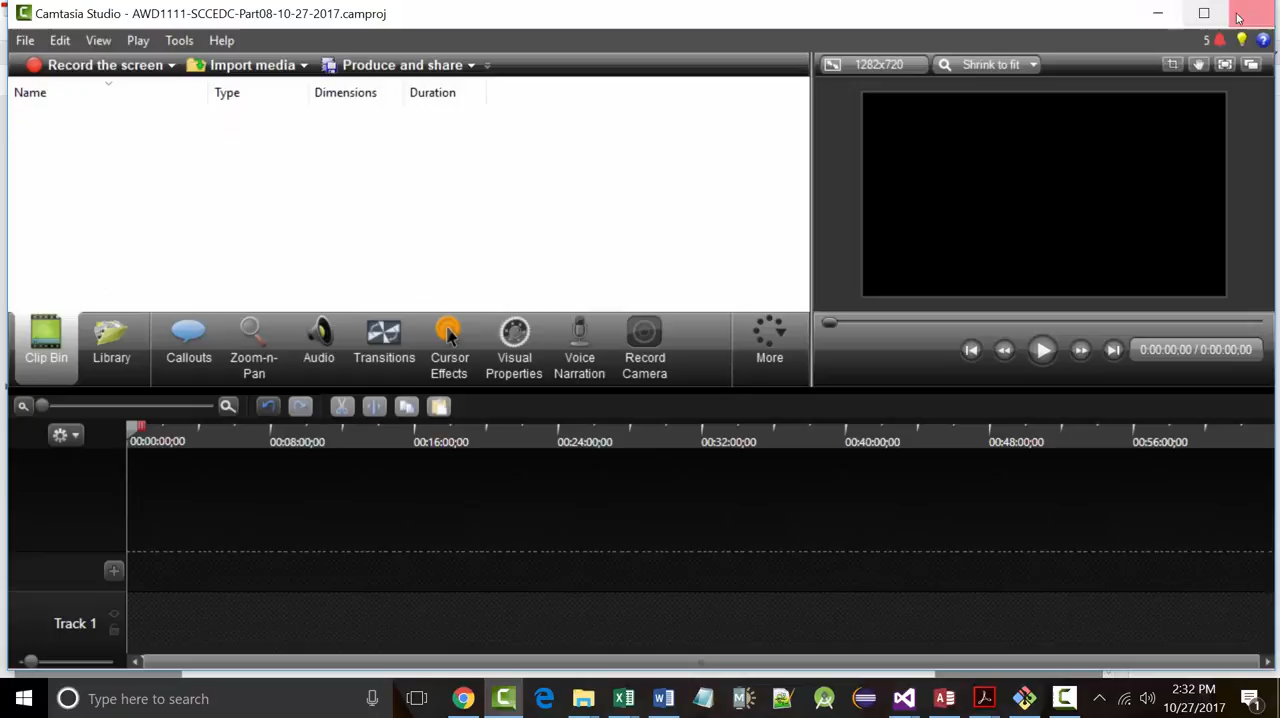 Camtasia Studio - AWD1111-SCCEDC-Part08-10-27-2017.camproj
File Edit View Play Tools Help
5
Record the screen Import media Produce and share
1282x720 Shrink to fit
Name Type Dimensions Duration
Clip Bin Library Callouts Zoom-n-Pan Audio Transitions Cursor Effects Visual Properties Voice Narration Record Camera More
0:00:00;00 / 0:00:00;00
00:00:00;00 00:08:00;00 00:16:00;00 00:24:00;00 00:32:00;00 00:40:00;00 00:48:00;00 00:56:00;00
Track 1
Type here to search
2:32 PM
10/27/2017
1